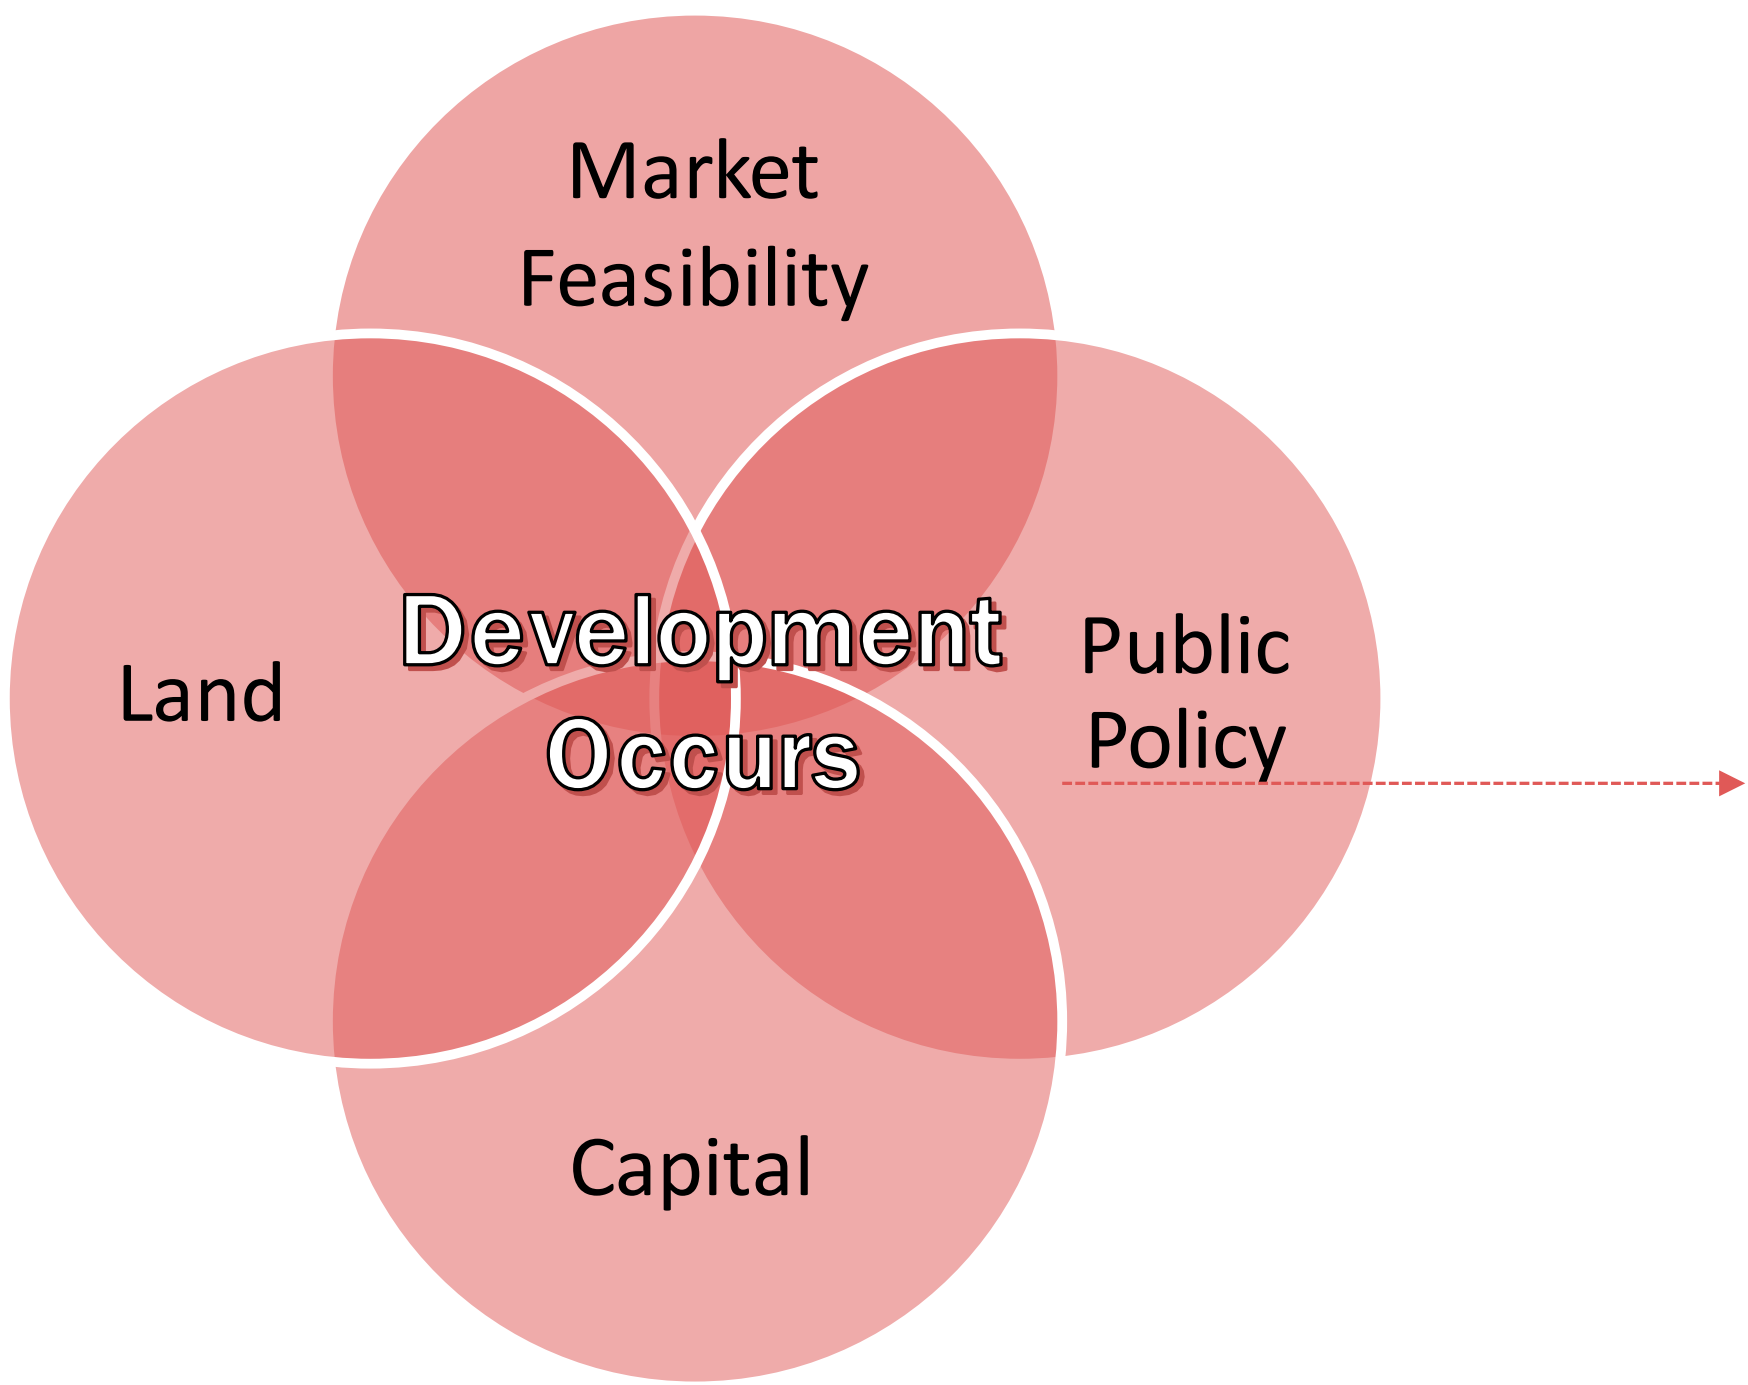 Market
Feasibility
Land
Development
Occurs
Public
Policy
Capital